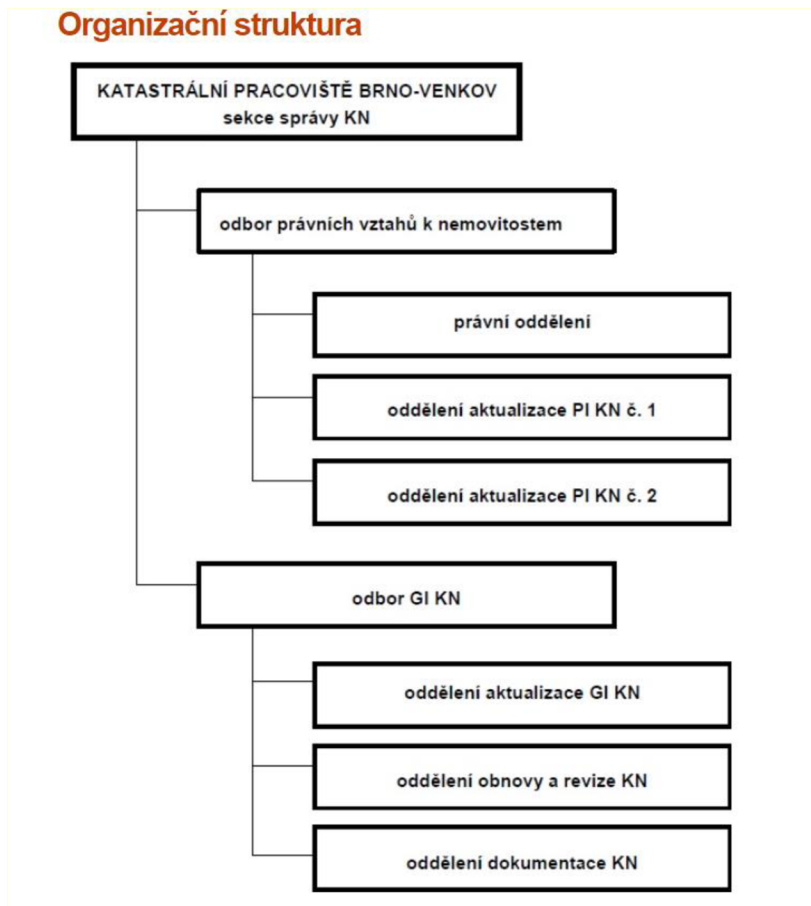 Organizační struktura
KATASTRÁLNÍ PRACOVIŠTĚ BRNO-VENKOV
sekce správy KN
odbor právních vztahů k nemovitostem
právní oddělení
oddělení aktualizace PI KN č. 1
oddělení aktualizace PI KN č. 2
odbor GI KN
oddělení aktualizace GI KN
oddělení obnovy a revize KN
oddělení dokumentace KN